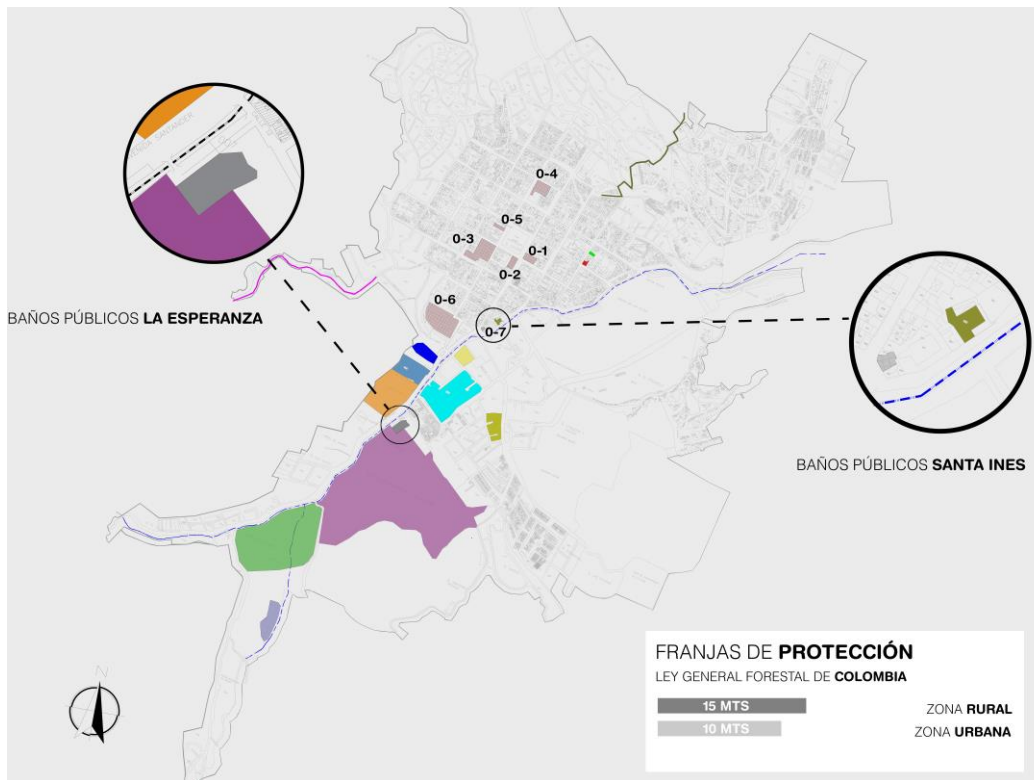 SANTANDER
0-4
0-5
0-3
0-1
0-2
0-6
0-7
BAÑOS PÚBLICOS LA ESPERANZA
BAÑOS PÚBLICOS SANTA INES
N
FRANJAS DE PROTECCIÓN
LEY GENERAL FORESTAL DE COLOMBIA
15 MTS ZONA RURAL
10 MTS ZONA URBANA